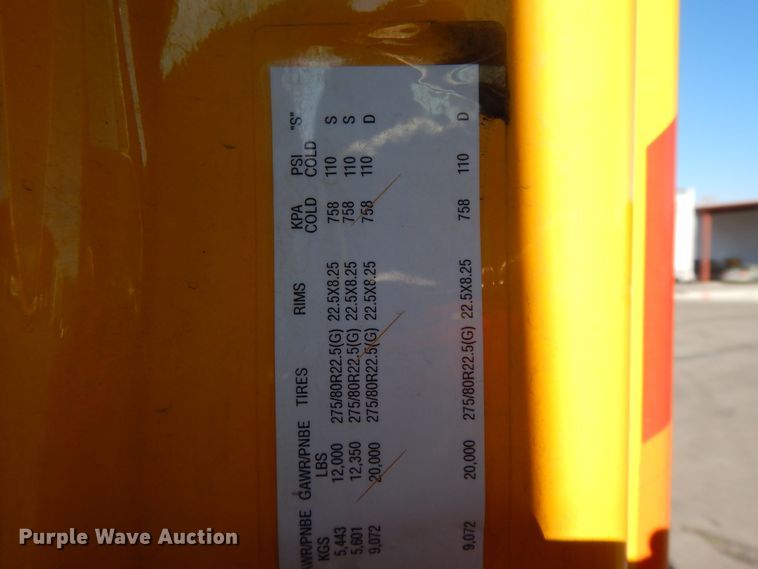 WR/PNBE GAWR/PNBE TIRES RIMS KPA PSI "S"
KGS LBS COLD COLD
5,443 12,000 275/80R22.5(G) 22.5X8.25 758 110 S
5,601 12,350 275/80R22.5(G) 22.5X8.25 758 110 S
9,072 20,000 275/80R22.5(G) 22.5X8.25 758 110 D
9,072 20,000 275/80R22.5(G) 22.5X8.25 758 110 D
Purple Wave Auction®